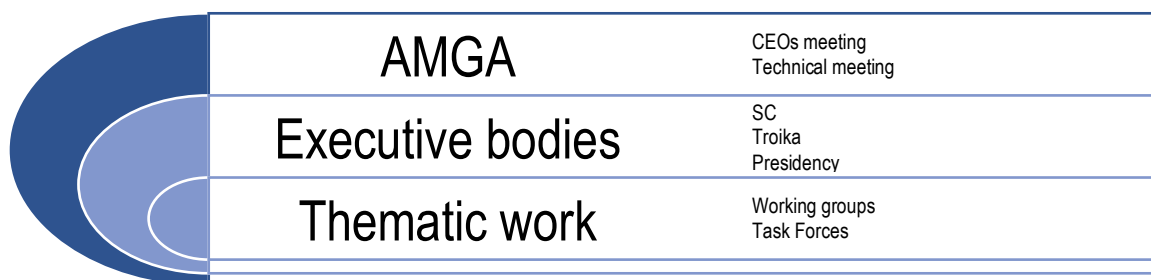 AMGA
CEOs meeting
Technical meeting
Executive bodies
SC
Troika
Presidency
Thematic work
Working groups
Task Forces